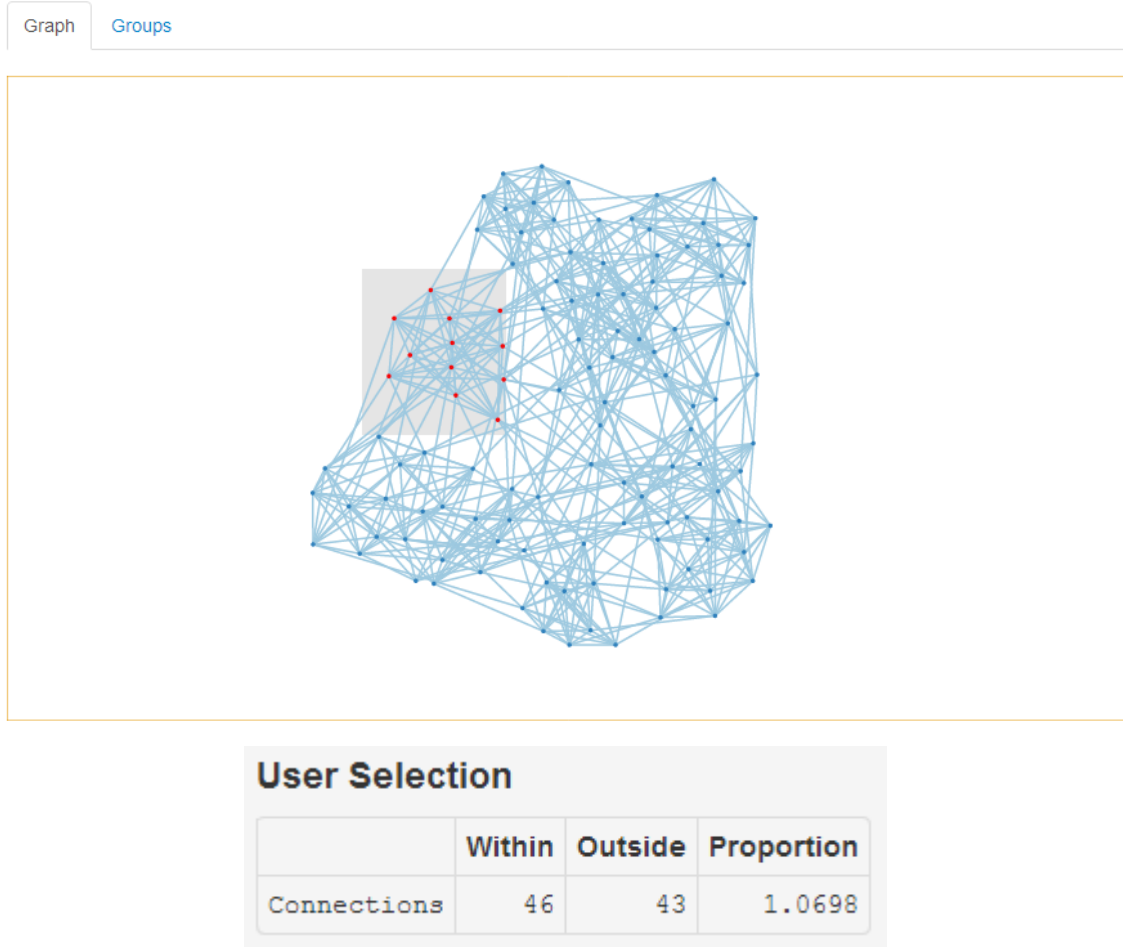 Graph Groups
User Selection
Within Outside Proportion
Connections 46 43 1.0698